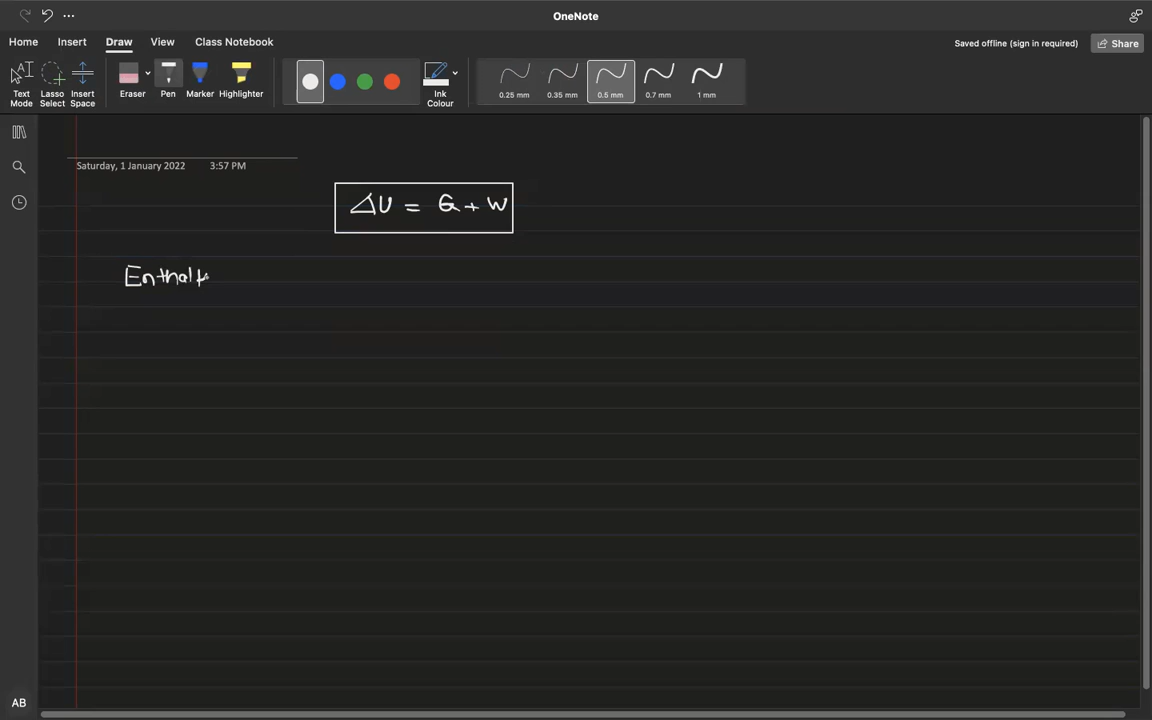 OneNote
Home Insert Draw View Class Notebook Saved offline (sign in required) Share
Text Mode Lasso Select Insert Space Eraser Pen Marker Highlighter Ink Colour 0.25 mm 0.35 mm 0.5 mm 0.7 mm 1 mm
Saturday, 1 January 2022 3:57 PM
ΔU = Q + W
Enthalp
AB